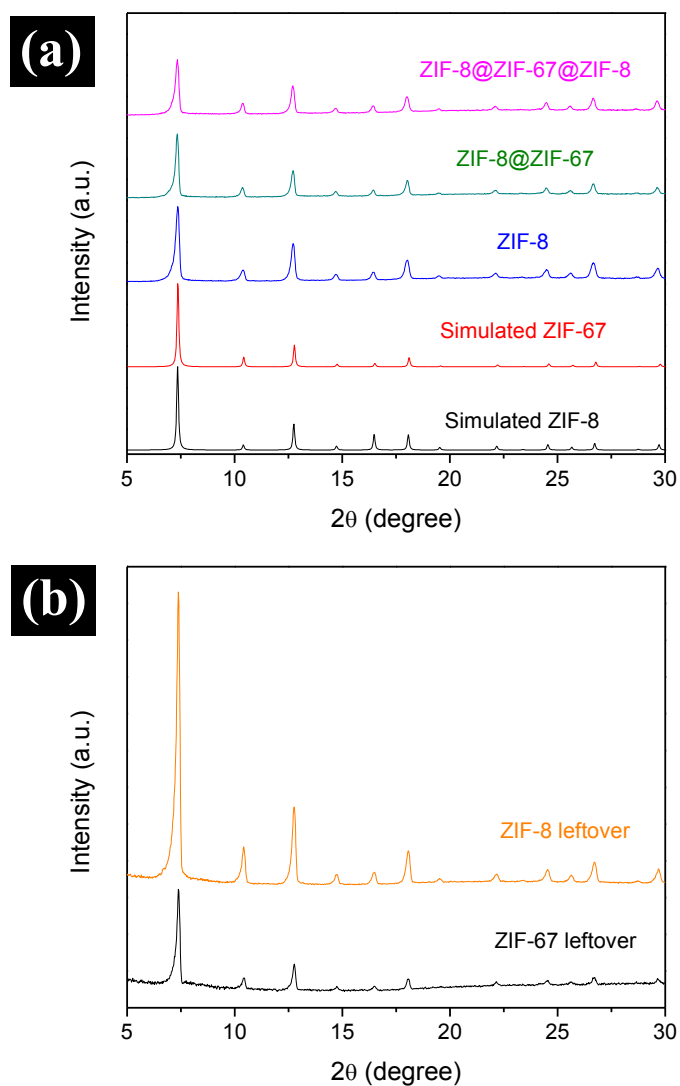 (a)
ZIF-8@ZIF-67@ZIF-8
ZIF-8@ZIF-67
ZIF-8
Simulated ZIF-67
Simulated ZIF-8
Intensity (a.u.)
5 10 15 20 25 30
2θ (degree)
(b)
ZIF-8 leftover
ZIF-67 leftover
Intensity (a.u.)
5 10 15 20 25 30
2θ (degree)